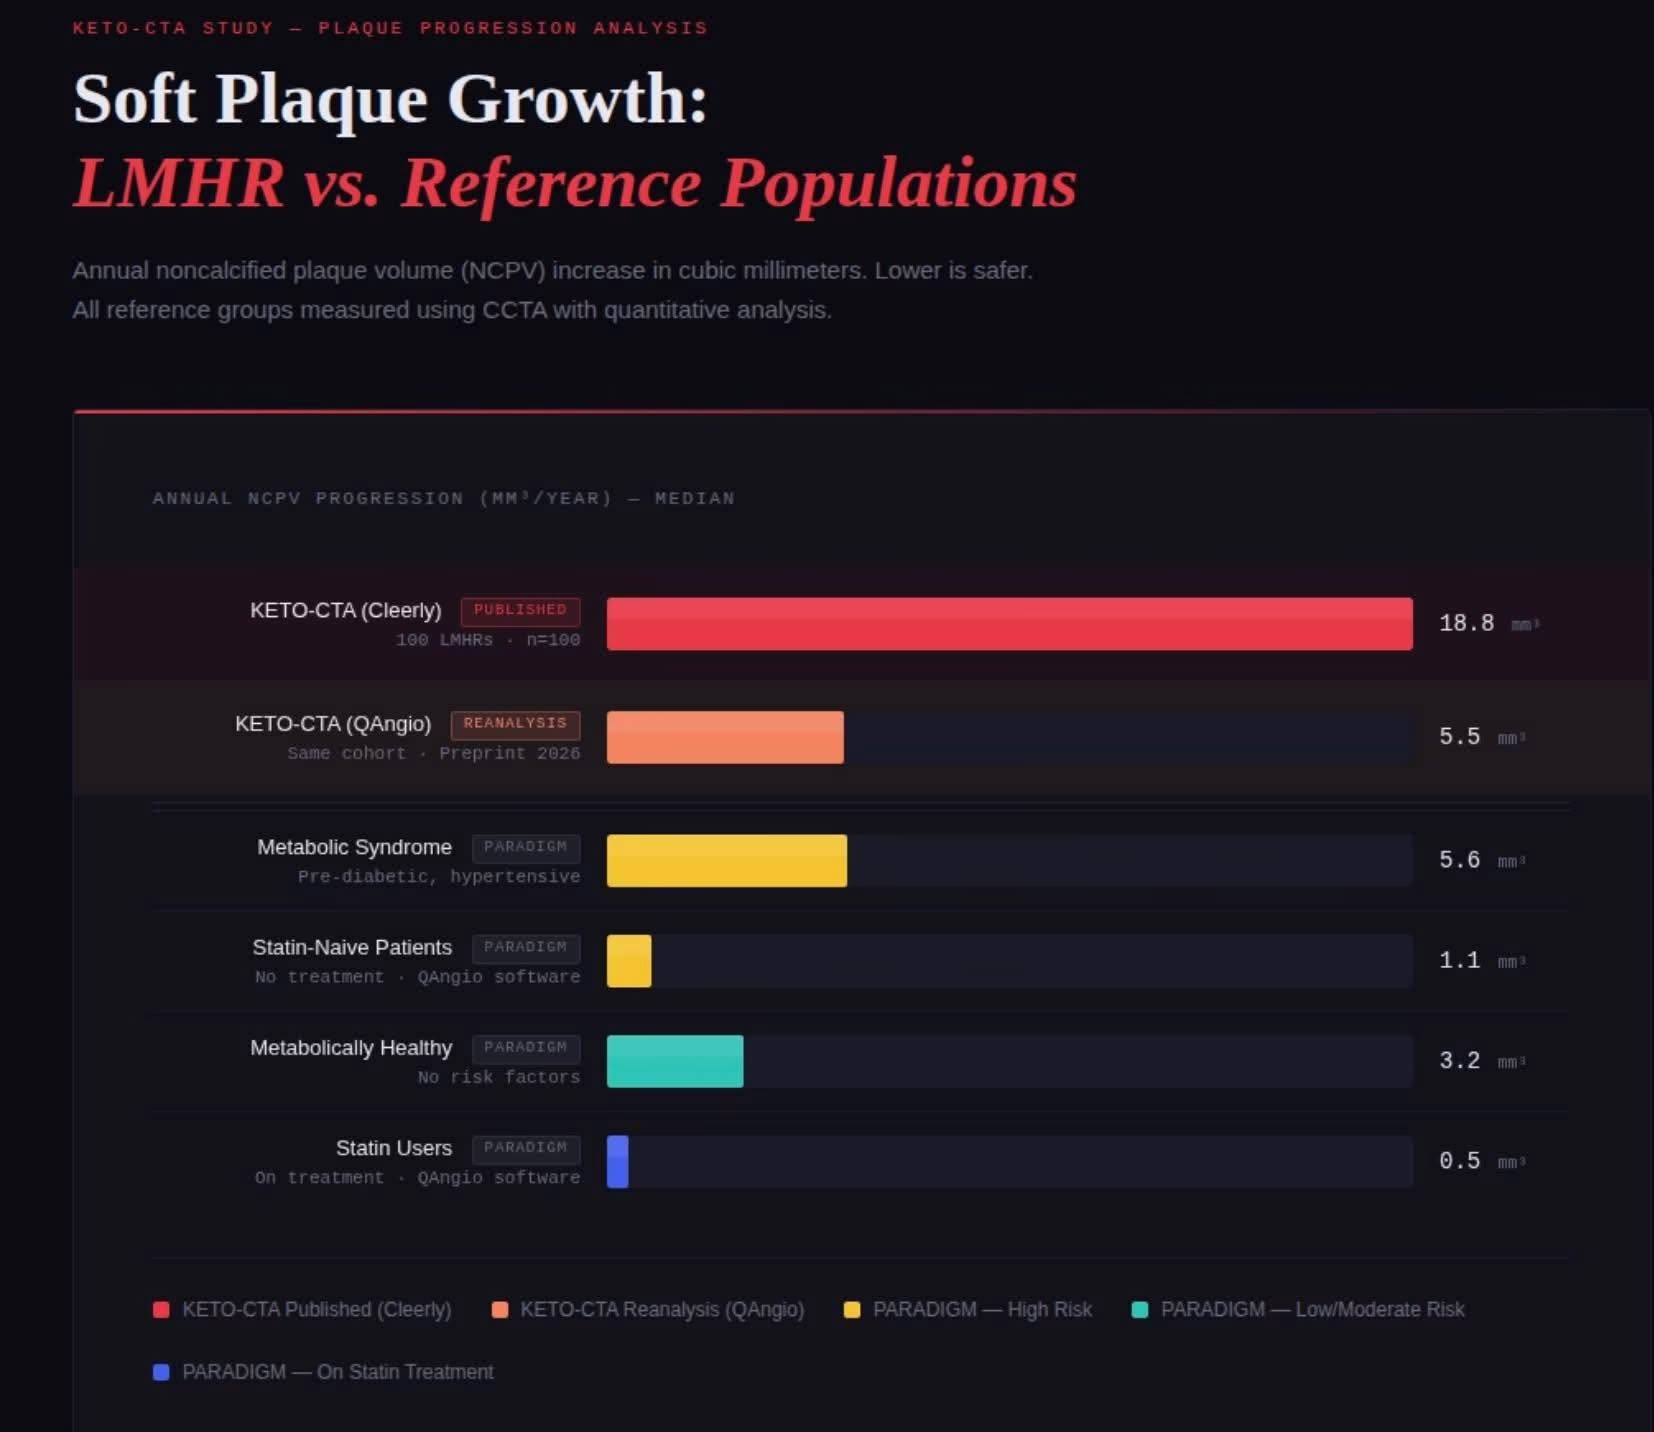 KETO-CTA STUDY — PLAQUE PROGRESSION ANALYSIS
Soft Plaque Growth:
LMHR vs. Reference Populations
Annual noncalcified plaque volume (NCPV) increase in cubic millimeters. Lower is safer.
All reference groups measured using CCTA with quantitative analysis.
ANNUAL NCPV PROGRESSION (MM³/YEAR) — MEDIAN
KETO-CTA (Cleerly) PUBLISHED
100 LMHRs · n=100
18.8 mm³
KETO-CTA (QAngio) REANALYSIS
Same cohort · Preprint 2026
5.5 mm³
Metabolic Syndrome PARADIGM
Pre-diabetic, hypertensive
5.6 mm³
Statin-Naive Patients PARADIGM
No treatment · QAngio software
1.1 mm³
Metabolically Healthy PARADIGM
No risk factors
3.2 mm³
Statin Users PARADIGM
On treatment · QAngio software
0.5 mm³
KETO-CTA Published (Cleerly) KETO-CTA Reanalysis (QAngio) PARADIGM — High Risk PARADIGM — Low/Moderate Risk
PARADIGM — On Statin Treatment